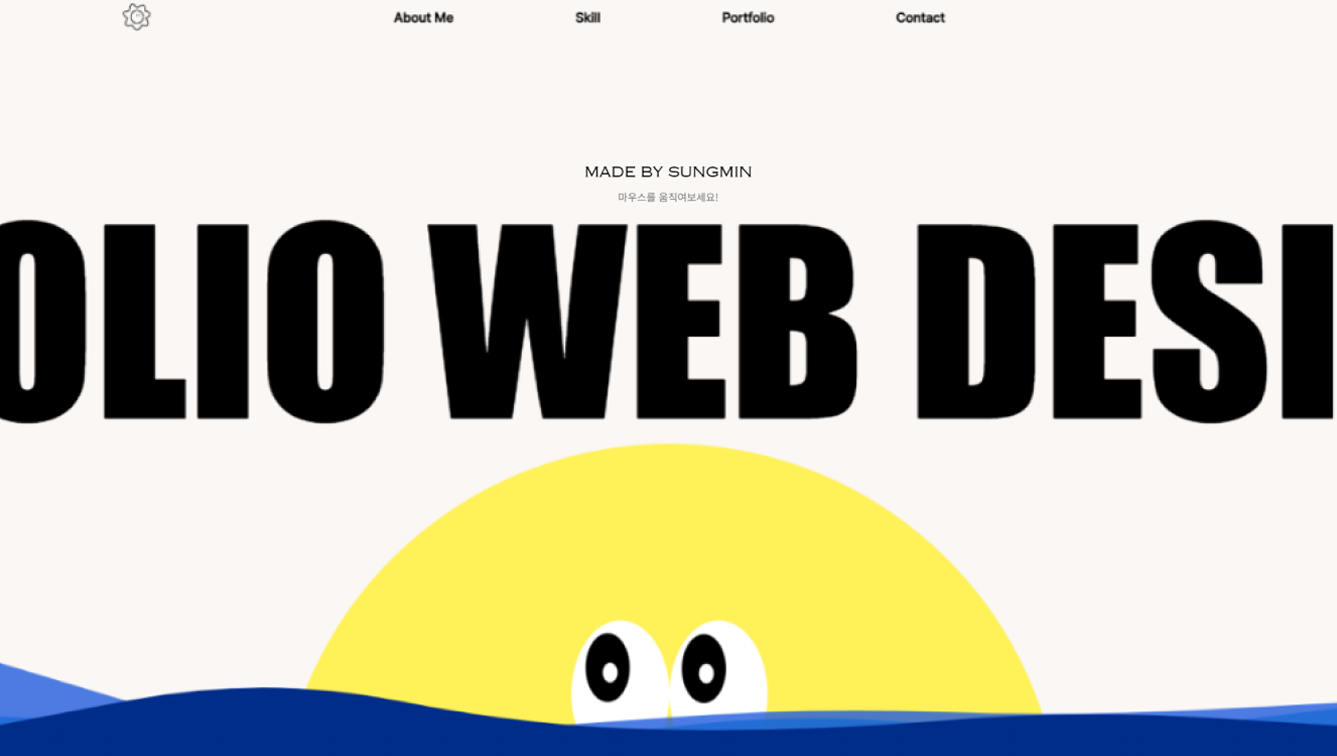 About Me Skill Portfolio Contact
MADE BY SUNGMIN
마우스를 움직여보세요!
OLIO WEB DESI